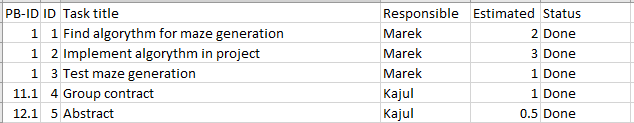 PB-ID ID Task title Responsible Estimated Status
1 1 Find algorythm for maze generation Marek 2 Done
1 2 Implement algorythm in project Marek 3 Done
1 3 Test maze generation Marek 1 Done
11.1 4 Group contract Kajul 1 Done
12.1 5 Abstract Kajul 0.5 Done